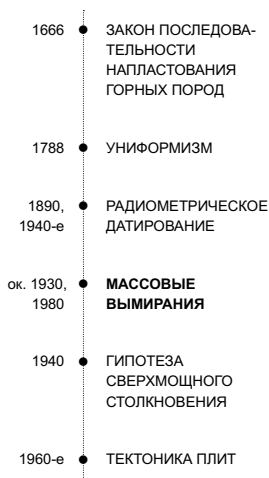 1666 ЗАКОН ПОСЛЕДОВА-
ТЕЛЬНОСТИ
НАПЛАСТОВАНИЯ
ГОРНЫХ ПОРОД
1788 УНИФОРМИЗМ
1890, РАДИОМЕТРИЧЕСКОЕ
1940-е ДАТИРОВАНИЕ
ок. 1930, МАССОВЫЕ
1980 ВЫМИРАНИЯ
1940 ГИПОТЕЗА
СВЕРХМОЩНОГО
СТОЛКНОВЕНИЯ
1960-е ТЕКТОНИКА ПЛИТ